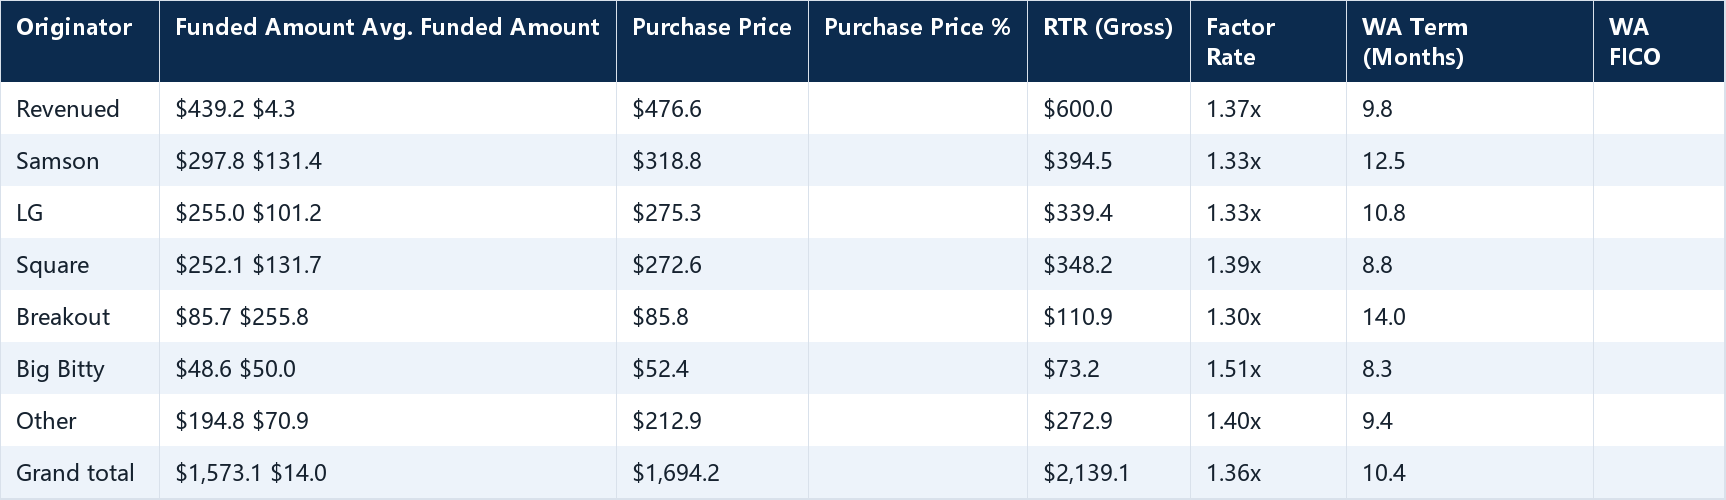 Originator Funded Amount Avg. Funded Amount Purchase Price Purchase Price % RTR (Gross) Factor Rate WA Term (Months) WA FICO
Revenued $439.2 $4.3 $476.6 $600.0 1.37x 9.8
Samson $297.8 $131.4 $318.8 $394.5 1.33x 12.5
LG $255.0 $101.2 $275.3 $339.4 1.33x 10.8
Square $252.1 $131.7 $272.6 $348.2 1.39x 8.8
Breakout $85.7 $255.8 $85.8 $110.9 1.30x 14.0
Big Bitty $48.6 $50.0 $52.4 $73.2 1.51x 8.3
Other $194.8 $70.9 $212.9 $272.9 1.40x 9.4
Grand total $1,573.1 $14.0 $1,694.2 $2,139.1 1.36x 10.4